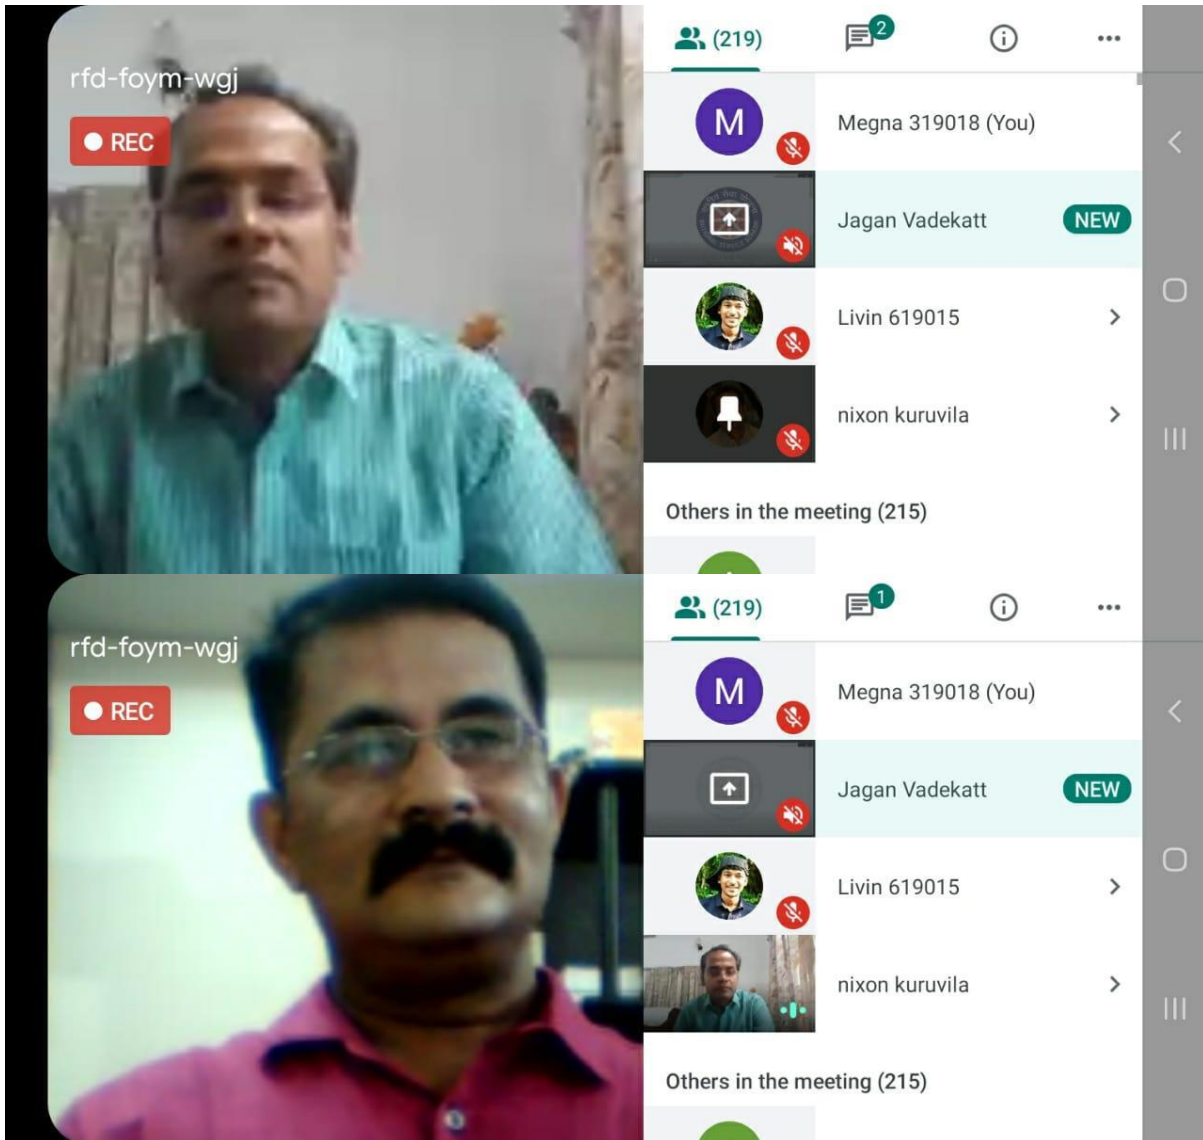 rfd-foym-wgj
REC
(219)
2
M
Megna 319018 (You)
Jagan Vadekatt
NEW
Livin 619015
nixon kuruvila
Others in the meeting (215)
rfd-foym-wgj
REC
(219)
1
M
Megna 319018 (You)
Jagan Vadekatt
NEW
Livin 619015
nixon kuruvila
Others in the meeting (215)